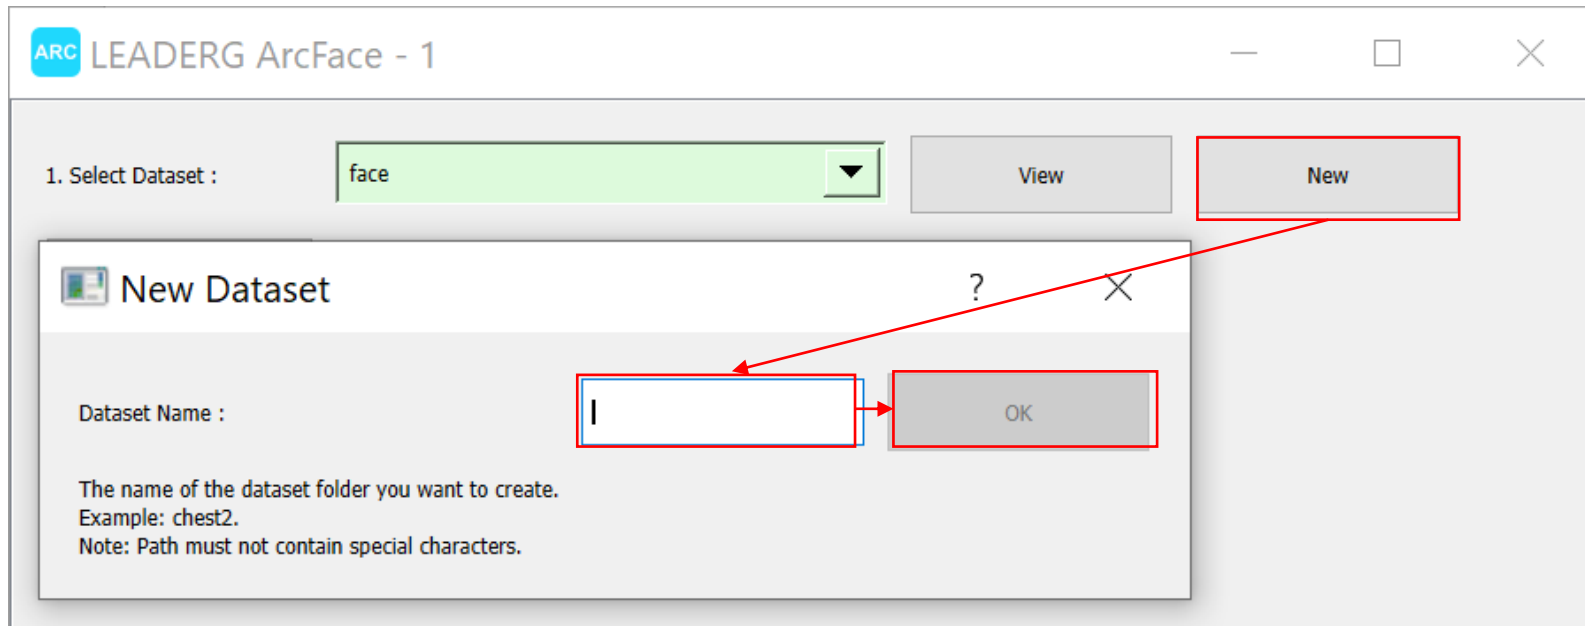 ARC LEADERG ArcFace - 1
1. Select Dataset :
face
View
New
New Dataset
?
Dataset Name :
OK
The name of the dataset folder you want to create.
Example: chest2.
Note: Path must not contain special characters.